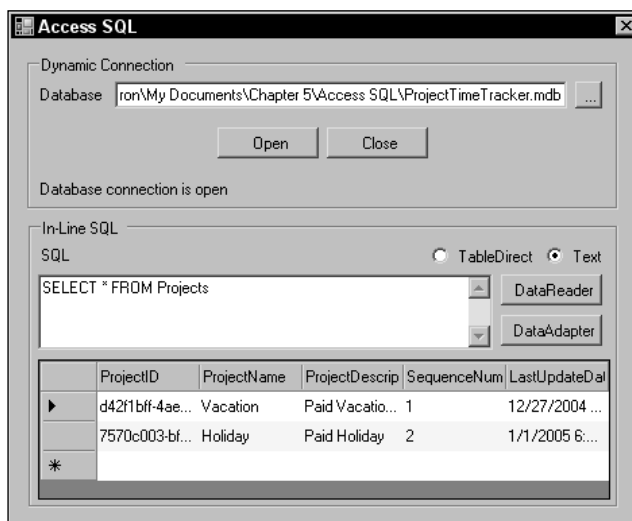 Access SQL
Dynamic Connection
Database ron\My Documents\Chapter 5\Access SQL\ProjectTimeTracker.mdb ...
Open Close
Database connection is open
In-Line SQL
SQL TableDirect Text
SELECT * FROM Projects DataReader
DataAdapter
ProjectID ProjectName ProjectDescrip SequenceNum LastUpdateDat
d42f1bff-4ae... Vacation Paid Vacatio... 1 12/27/2004 ...
7570c003-bf... Holiday Paid Holiday 2 1/1/2005 6:...